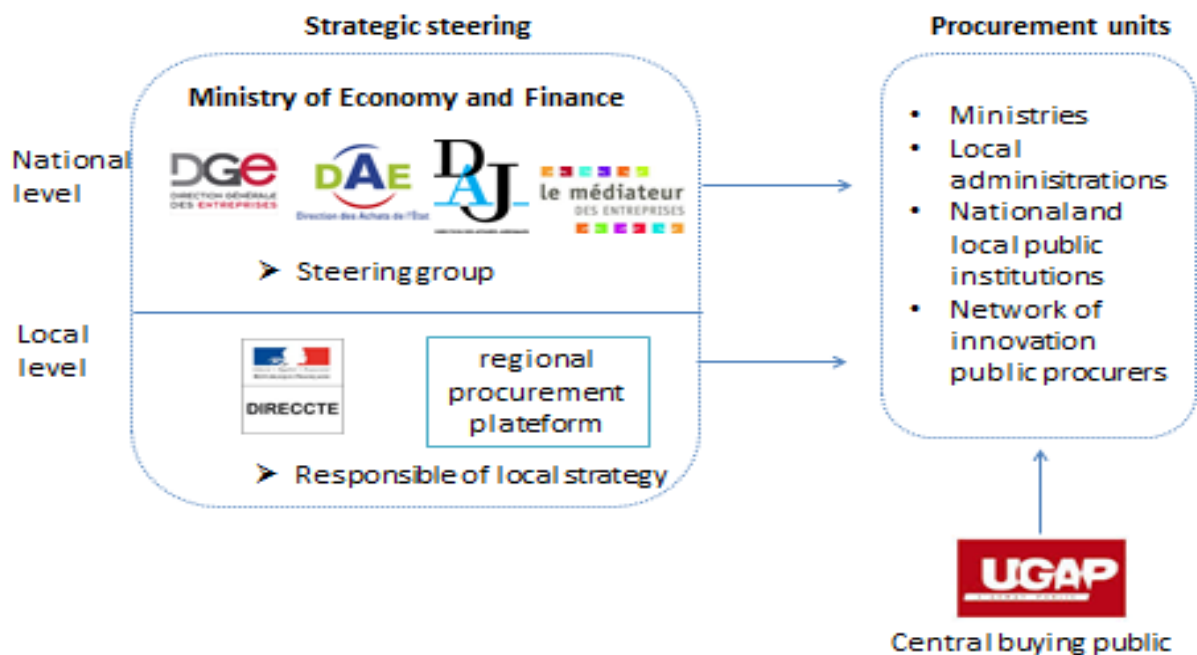 Strategic steering
Procurement units
Ministry of Economy and Finance
National
level
DGe
DIRECTION GÉNÉRALE
DES ENTREPRISES
DAE
Direction des Achats de l'État
DAJ
le médiateur
DES ENTREPRISES
➤ Steering group
Local
level
DIRECCTE
regional
procurement
plateform
➤ Responsible of local strategy
• Ministries
• Local
adminisitrations
• Nationaland
local public
institutions
• Network of
innovation
public procurers
UGAP
Central buying public